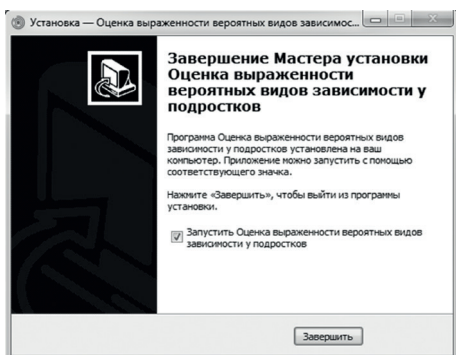 Установка — Оценка выраженности вероятных видов зависимос...
Завершение Мастера установки
Оценка выраженности
вероятных видов зависимости у
подростков
Программа Оценка выраженности вероятных видов
зависимости у подростков установлена на ваш
компьютер. Приложение можно запустить с помощью
соответствующего значка.
Нажмите «Завершить», чтобы выйти из программы
установки.
Запустить Оценка выраженности вероятных видов
зависимости у подростков
Завершить